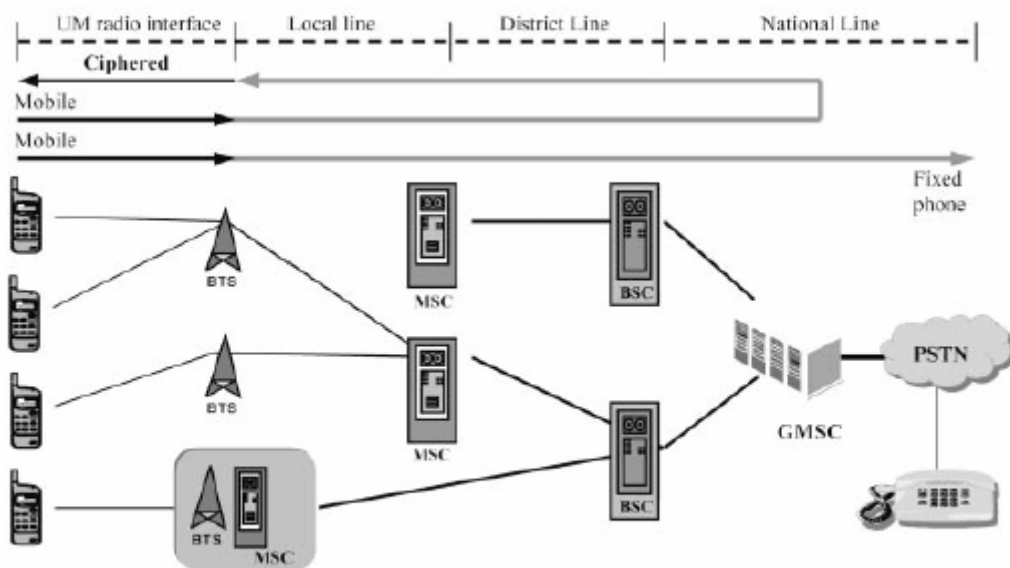 UM radio interface
Local line
District Line
National Line
Ciphered
Mobile
Mobile
Fixed
phone
BTS
MSC
BSC
BTS
MSC
PSTN
GMSC
BSC
BTS
MSC